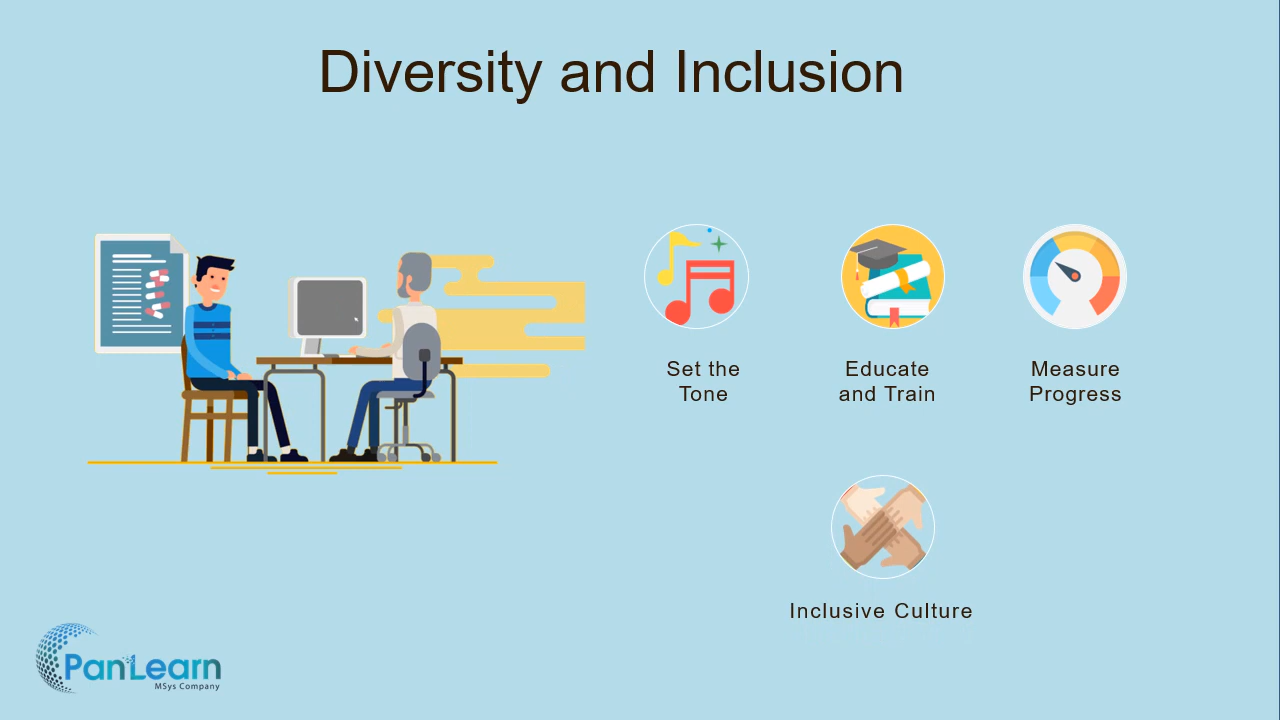 Diversity and Inclusion
Set the
Tone
Educate
and Train
Measure
Progress
Inclusive Culture
PanLearn
MSys Company